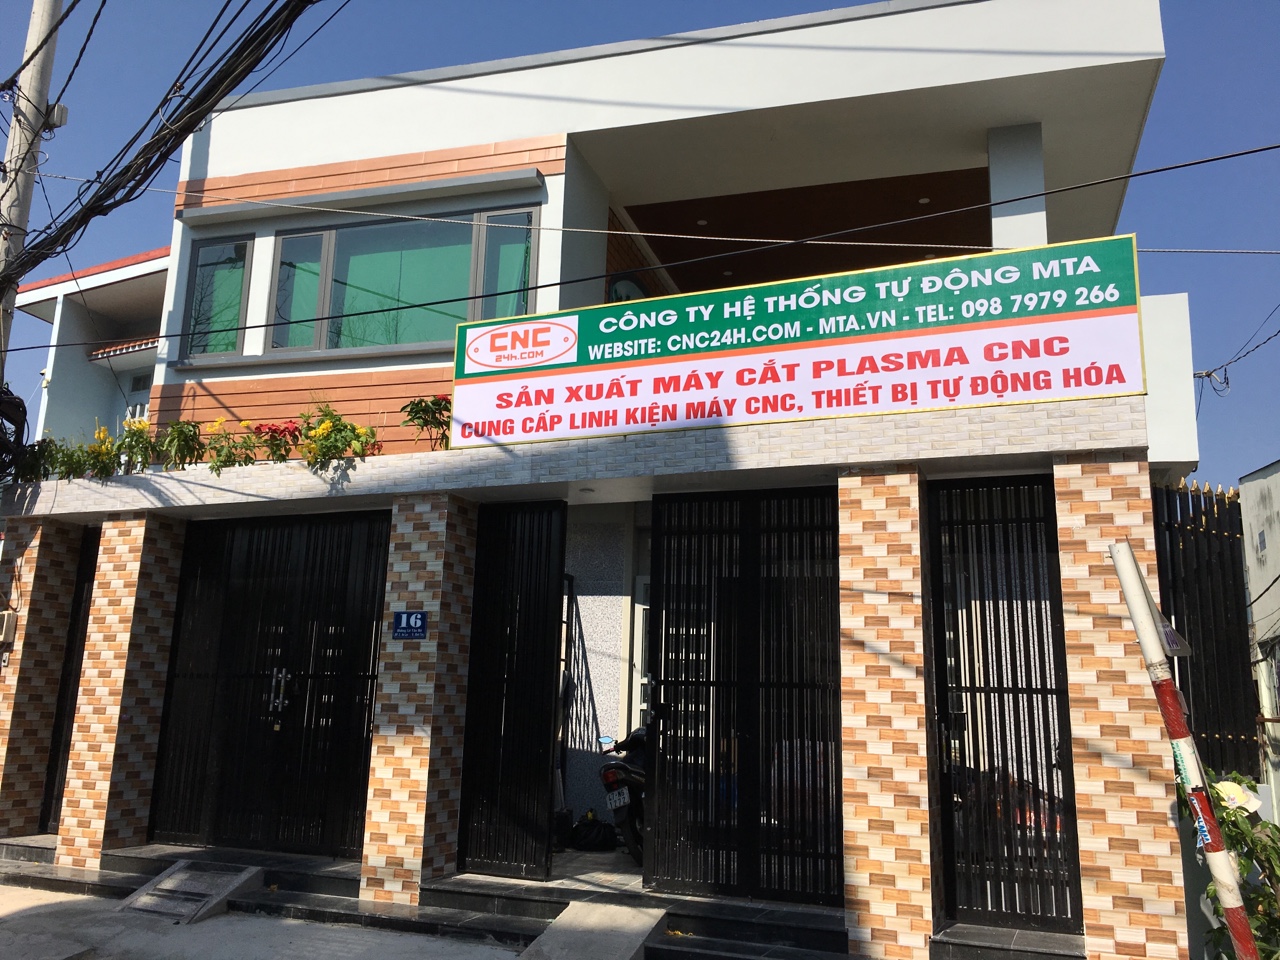 CNC
24h.COM
CÔNG TY HỆ THỐNG TỰ ĐỘNG MTA
WEBSITE: CNC24H.COM - MTA.VN - TEL: 098 7979 266
SẢN XUẤT MÁY CẮT PLASMA CNC
CUNG CẤP LINH KIỆN MÁY CNC, THIẾT BỊ TỰ ĐỘNG HÓA
16